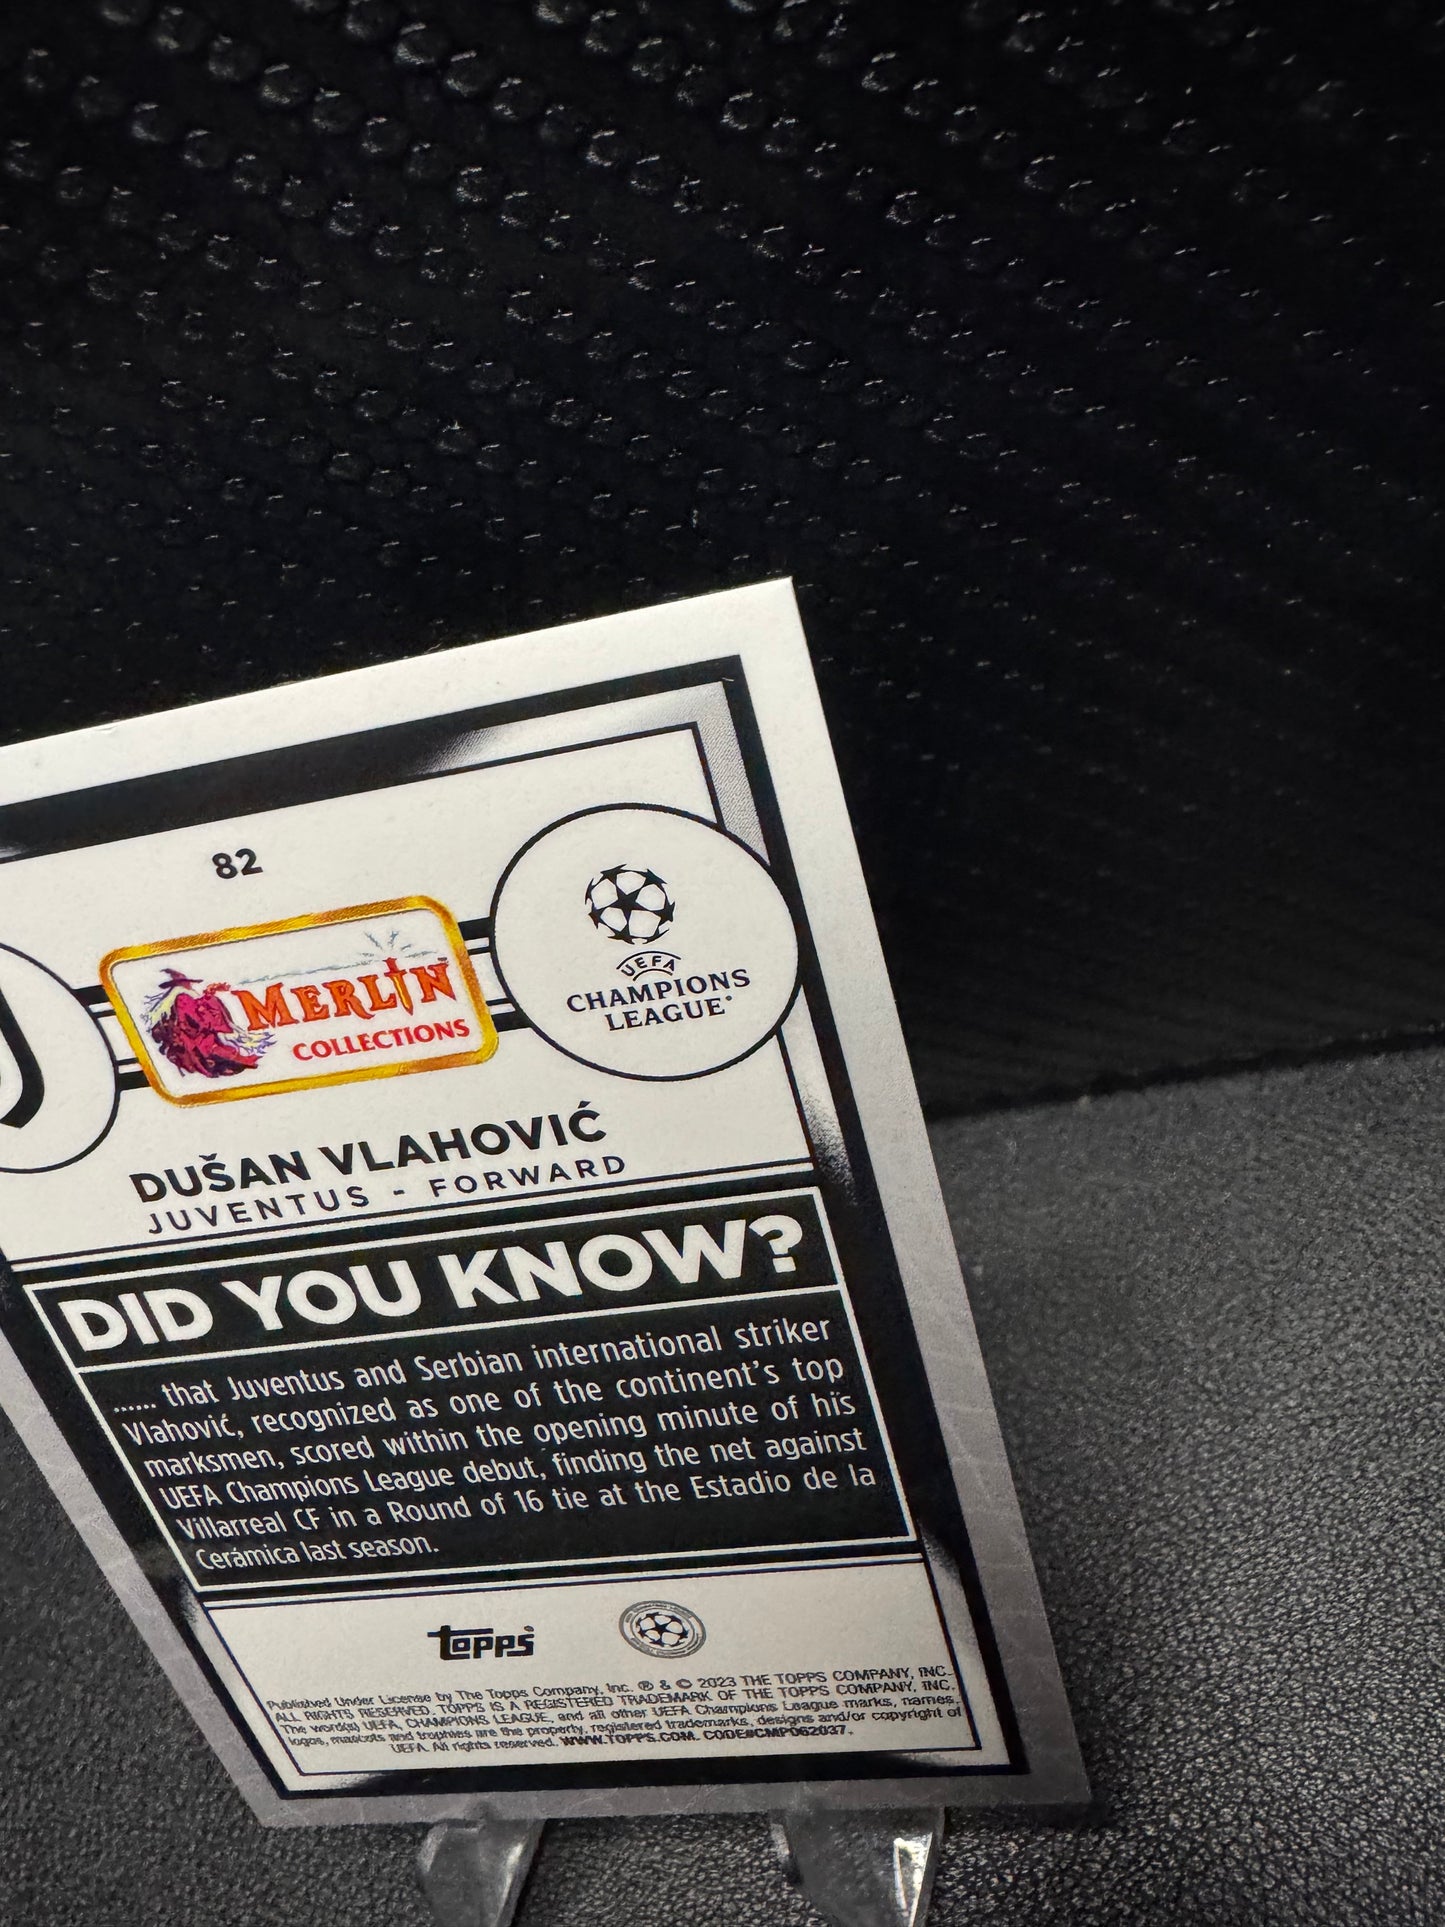 82
MERLIN™
COLLECTIONS
UEFA
CHAMPIONS
LEAGUE®
DUŠAN VLAHOVIĆ
JUVENTUS - FORWARD
DID YOU KNOW?
...... that Juventus and Serbian international striker
Vlahović, recognized as one of the continent's top
marksmen, scored within the opening minute of his
UEFA Champions League debut, finding the net against
Villarreal CF in a Round of 16 tie at the Estadio de la
Cerámica last season.
topps
Published Under License by The Topps Company, Inc. ® & © 2023 THE TOPPS COMPANY, INC.
ALL RIGHTS RESERVED. TOPPS IS A REGISTERED TRADEMARK OF THE TOPPS COMPANY, INC.
The word(s) UEFA, CHAMPIONS LEAGUE, and all other UEFA Champions League marks, names,
logos, mascots and trophies are the property, registered trademarks, designs and/or copyright of
UEFA. All rights reserved. WWW.TOPPS.COM. CODE#CMP062037.